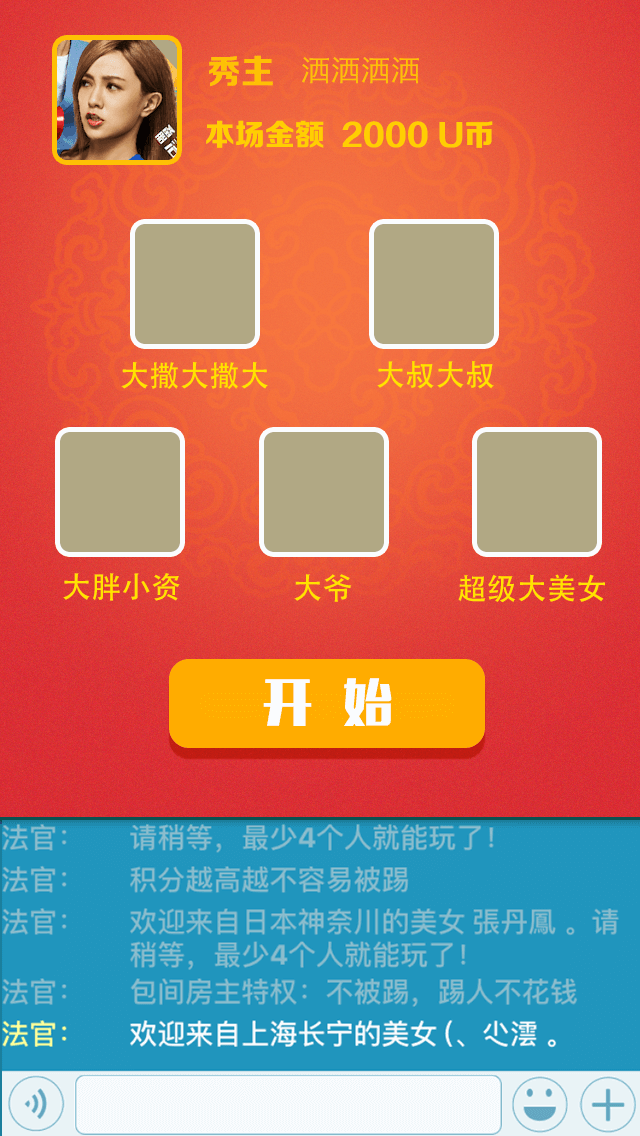 秀主 洒洒洒洒
本场金额 2000 U币
大撒大撒大 大叔大叔
大胖小资 大爷 超级大美女
开 始
法官： 请稍等，最少4个人就能玩了！
法官： 积分越高越不容易被踢
法官： 欢迎来自日本神奈川的美女 張丹鳳 。请
稍等，最少4个人就能玩了！
法官： 包间房主特权：不被踢，踢人不花钱
法官： 欢迎来自上海长宁的美女 (、尐澐 。